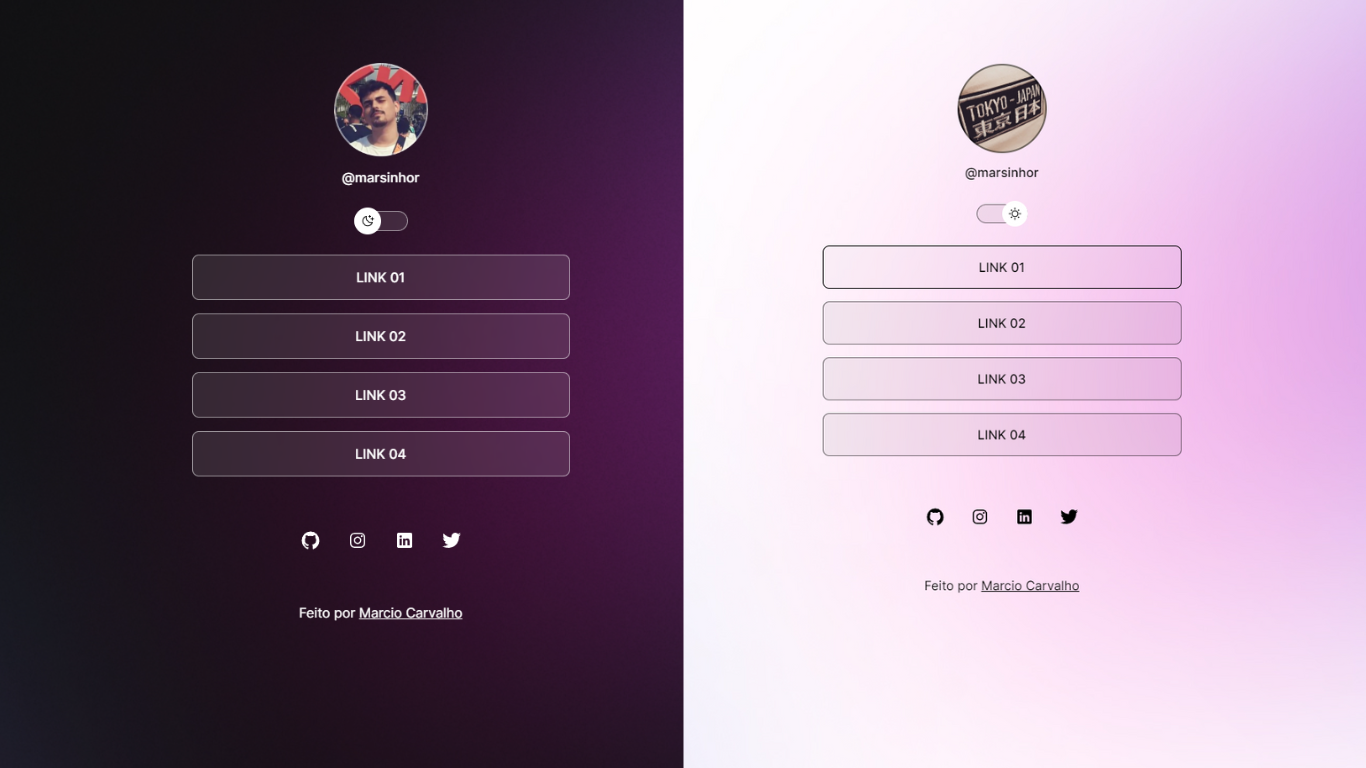 @marsinhor
LINK 01
LINK 02
LINK 03
LINK 04
Feito por Marcio Carvalho
TOKYO - JAPAN
東京 日本
@marsinhor
LINK 01
LINK 02
LINK 03
LINK 04
Feito por Marcio Carvalho